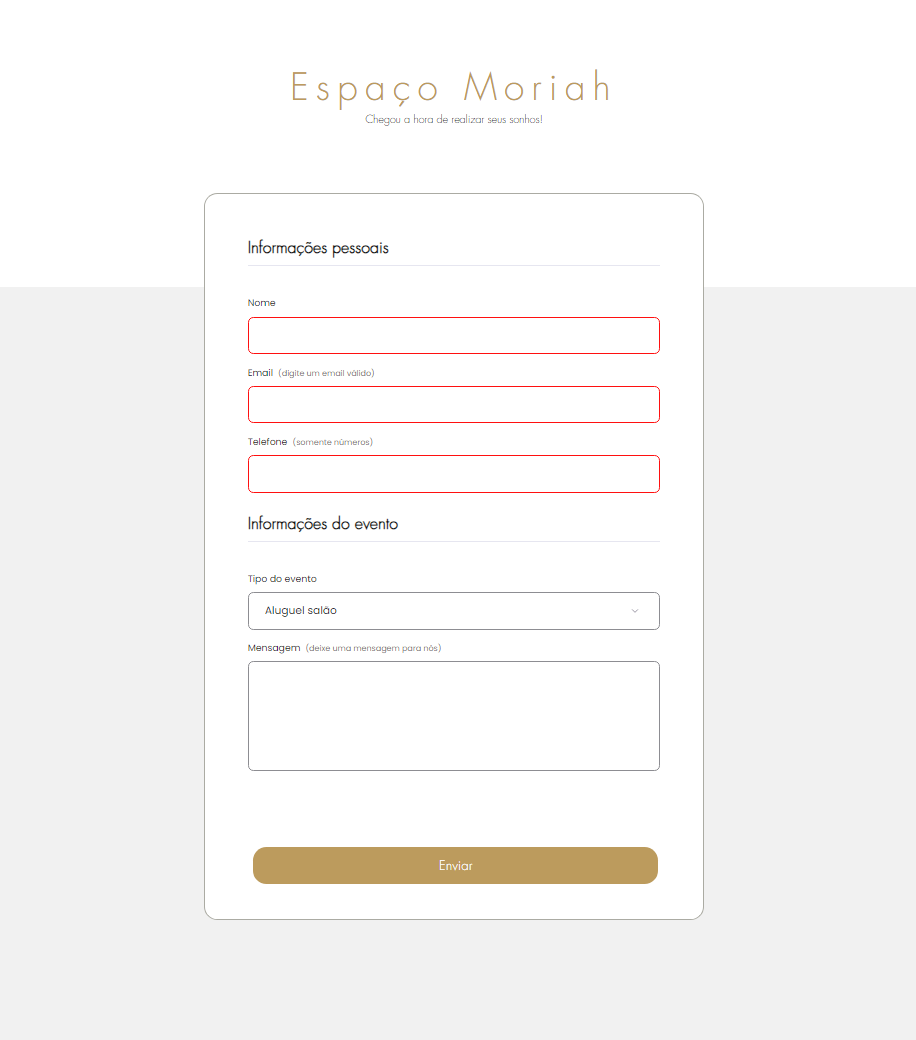 Espaço Moriah
Chegou a hora de realizar seus sonhos!
Informações pessoais
Nome
Email (digite um email válido)
Telefone (somente números)
Informações do evento
Tipo do evento
Aluguel salão
Mensagem (deixe uma mensagem para nós)
Enviar